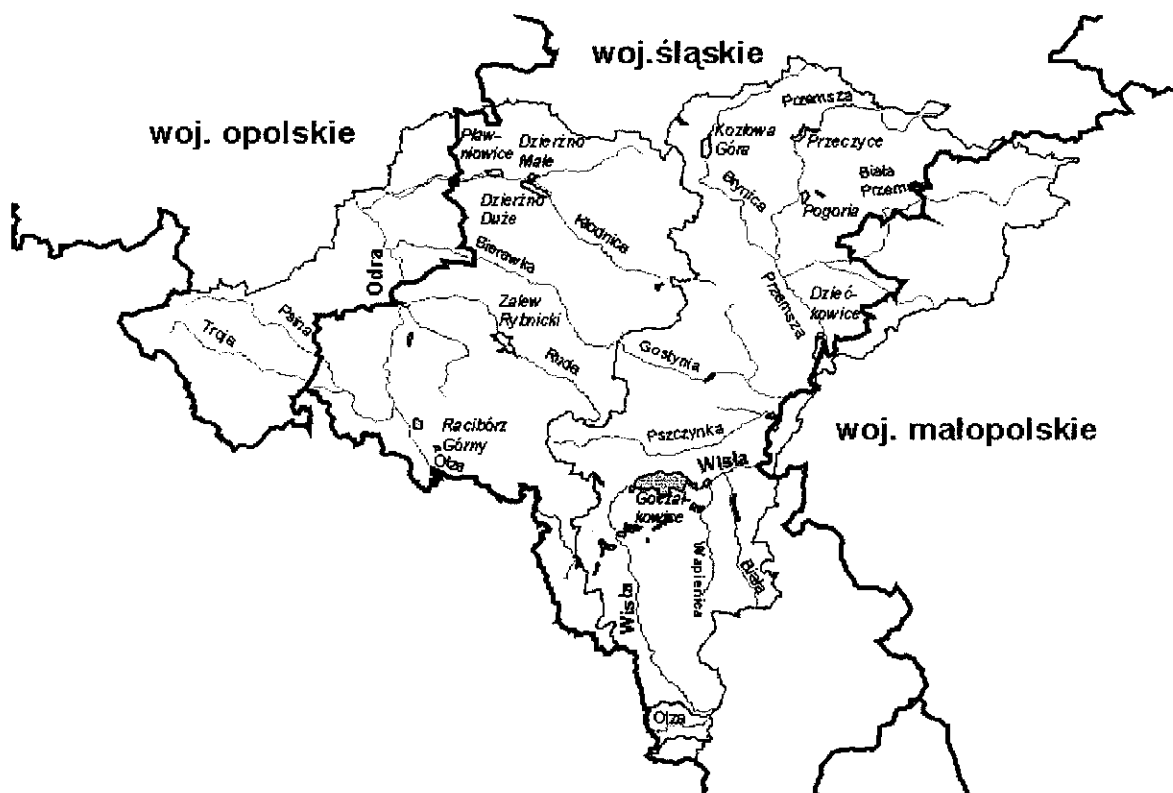 woj.śląskie
woj. opolskie
Pław-
niowice
Dzierżno
Małe
Dzierżno
Duże
Kłodnica
Bierawka
Odra
Kozłowa
Góra
Przemsza
Przeczyce
Biała
Przemsza
Brynica
Pogoria
Przemsza
Dzieć-
kowice
Psina
Troja
Zalew
Rybnicki
Ruda
Gostynia
Racibórz
Górny
Olza
Pszczynka
woj. małopolskie
Wisła
Goczał-
kowice
Wapienica
Biała
Wisła
Olza